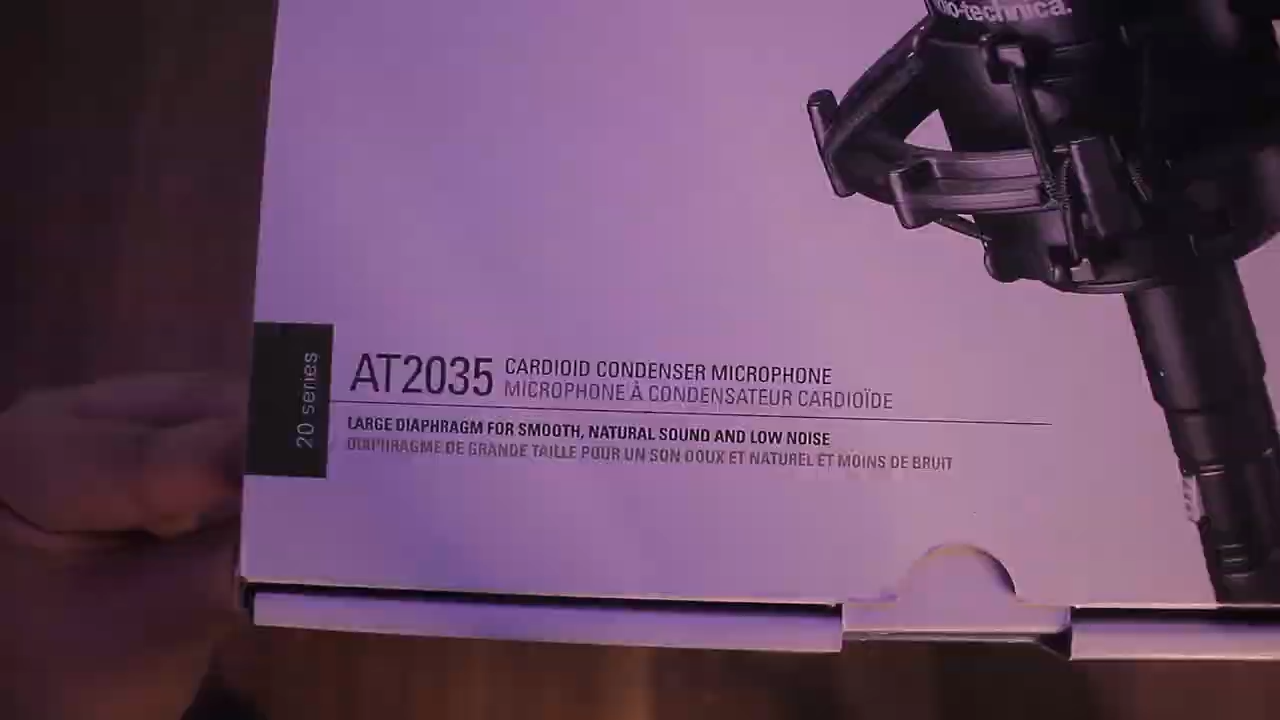 audio-technica.
20 series
AT2035
CARDIOID CONDENSER MICROPHONE
MICROPHONE À CONDENSATEUR CARDIOÏDE
LARGE DIAPHRAGM FOR SMOOTH, NATURAL SOUND AND LOW NOISE
DIAPHRAGME DE GRANDE TAILLE POUR UN SON DOUX ET NATUREL ET MOINS DE BRUIT